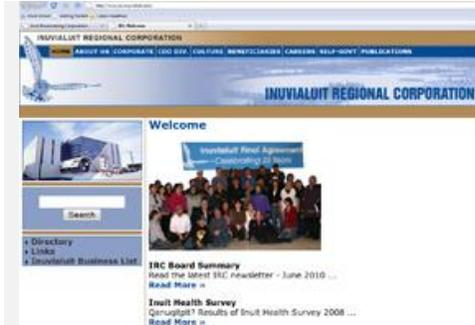 INUVIALUIT REGIONAL CORPORATION
HOME ABOUT US CORPORATE CDO DIV. CULTURE BENEFICIARIES CAREERS SELF-GOVT PUBLICATIONS
INUVIALUIT REGIONAL CORPORATION
Welcome
Inuvialuit Final Agreement
Celebrating 25 Years
Search
Directory
Links
Inuvialuit Business List
IRC Board Summary
Read the latest IRC newsletter - June 2010 ...
Read More »
Inuit Health Survey
Qanuqitpit? Results of Inuit Health Survey 2008 ...
Read More »